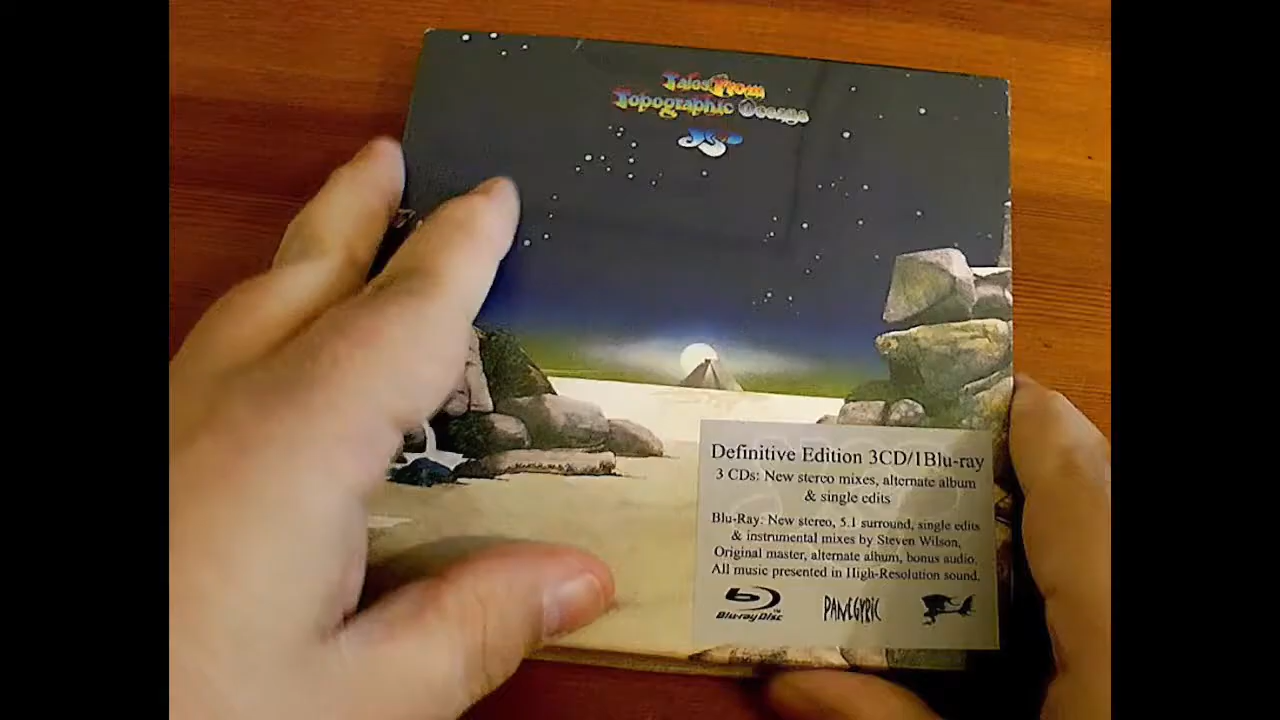 Tales From
Topographic Oceans
Yes
Definitive Edition 3CD/1Blu-ray
3 CDs: New stereo mixes, alternate album
& single edits
Blu-Ray: New stereo, 5.1 surround, single edits
& instrumental mixes by Steven Wilson,
Original master, alternate album, bonus audio.
All music presented in High-Resolution sound.
Blu-ray Disc™
PANEGYRIC